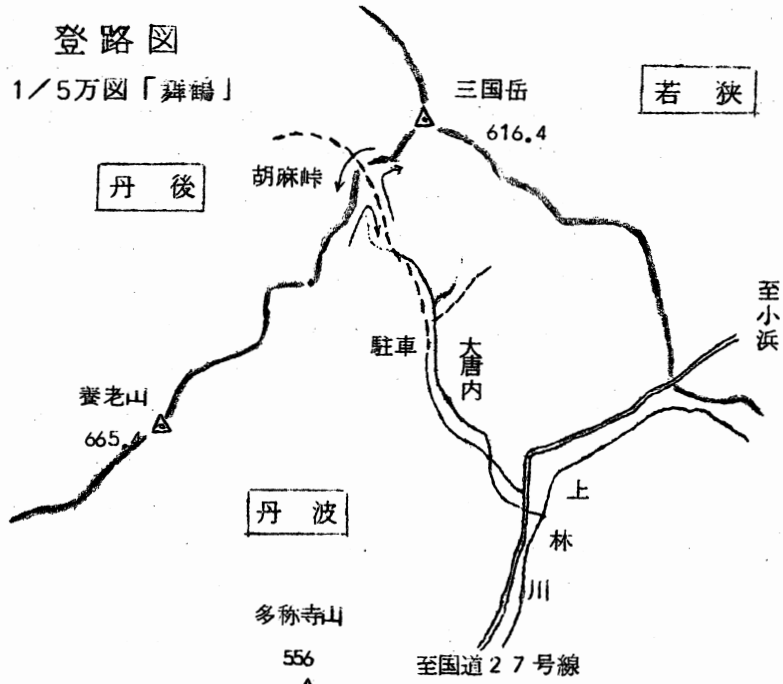 登路図
1/5万図「舞鶴」
三国岳
616.4
若狭
丹後
胡麻峠
至小浜
駐車
大唐内
養老山
665.4
丹波
上林川
多称寺山
556
至国道27号線